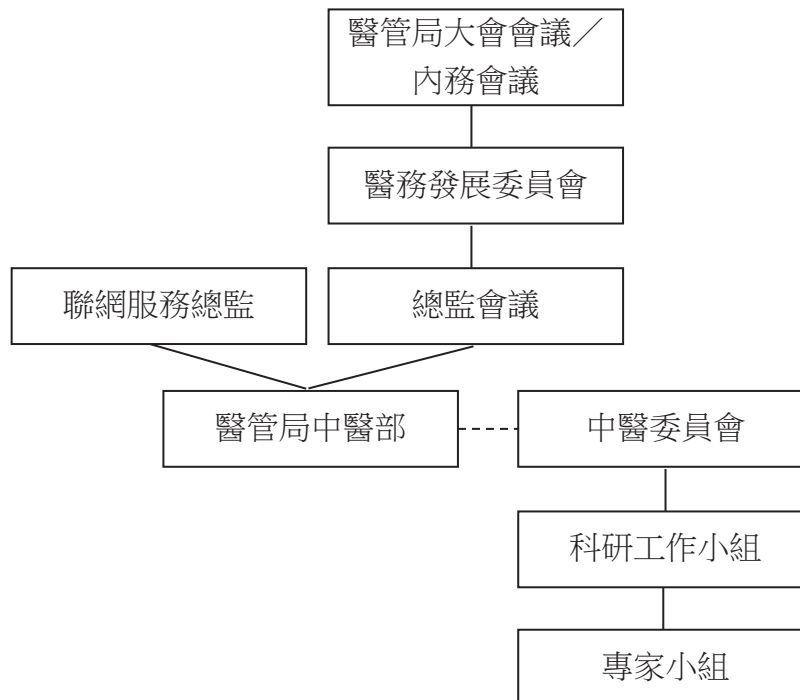 醫管局大會會議／
內務會議
醫務發展委員會
聯網服務總監
總監會議
醫管局中醫部
中醫委員會
科研工作小組
專家小組